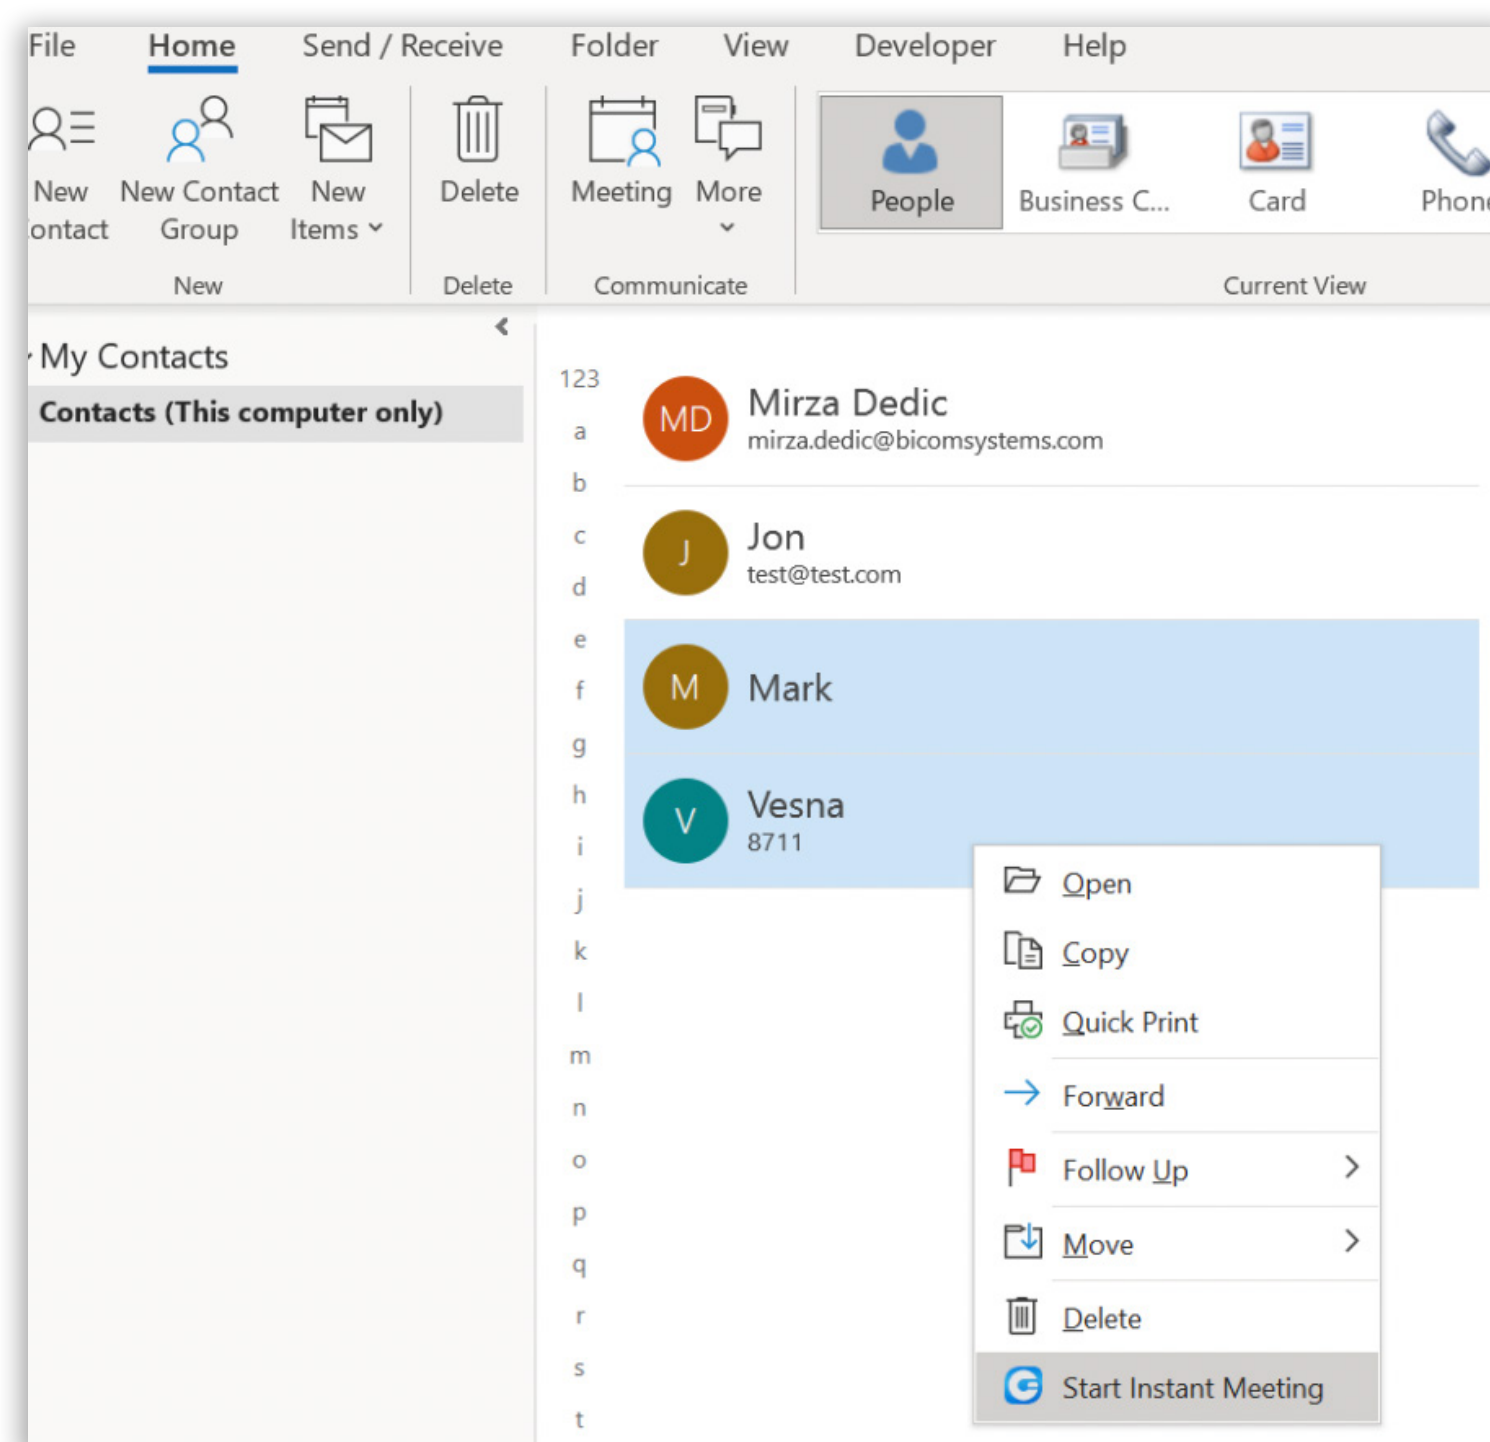 File Home Send / Receive Folder View Developer Help
New New Contact New Delete Meeting More People Business C... Card Phone
ontact Group Items
New Delete Communicate Current View
My Contacts
Contacts (This computer only)
123
a
b
c
d
e
f
g
h
i
j
k
l
m
n
o
p
q
r
s
t
MD Mirza Dedic
mirza.dedic@bicomsystems.com
J Jon
test@test.com
M Mark
V Vesna
8711
Open
Copy
Quick Print
Forward
Follow Up
Move
Delete
Start Instant Meeting